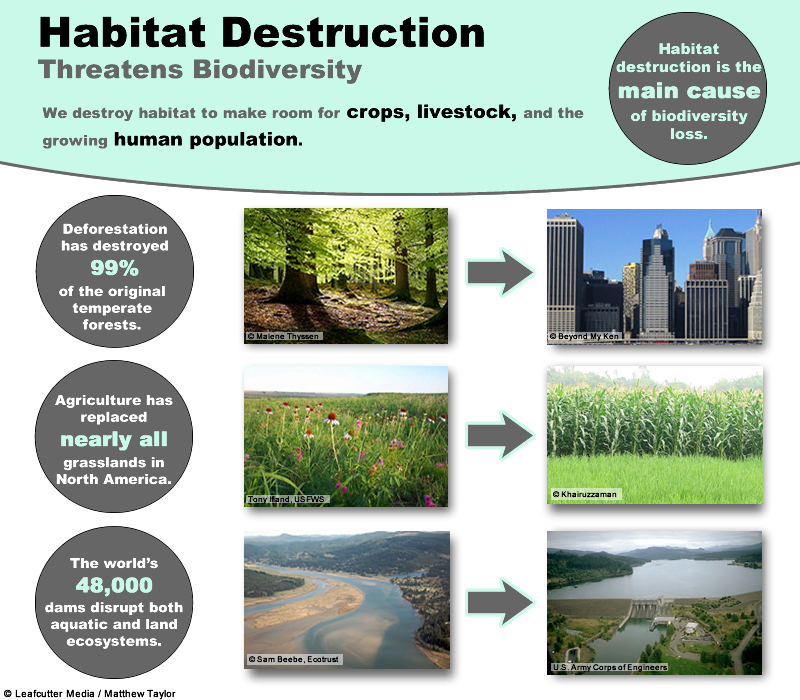 Habitat Destruction
Threatens Biodiversity
We destroy habitat to make room for crops, livestock, and the
growing human population.
Habitat
destruction is the
main cause
of biodiversity
loss.
Deforestation
has destroyed
99%
of the original
temperate
forests.
© Malene Thyssen
© Beyond My Ken
Agriculture has
replaced
nearly all
grasslands in
North America.
Tony Ifland, USFWS
© Khairuzzaman
The world's
48,000
dams disrupt both
aquatic and land
ecosystems.
© Sam Beebe, Ecotrust
U.S. Army Corps of Engineers
© Leafcutter Media / Matthew Taylor